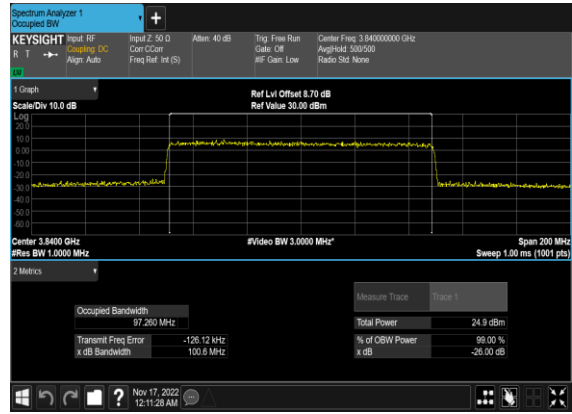 Spectrum Analyzer 1
Occupied BW
+
KEYSIGHT Input: RF Input Z: 50 Ω Atten: 40 dB Trig: Free Run Center Freq: 3.840000000 GHz
R T Coupling: DC Corr CCorr Gate: Off Avg|Hold: 500/500
Align: Auto Freq Ref: Int (S) #IF Gain: Low Radio Std: None
1 Graph
Ref Lvl Offset 8.70 dB
Scale/Div 10.0 dB Ref Value 30.00 dBm
Log
20.0
10.0
0.00
-10.0
-20.0
-30.0
-40.0
-50.0
-60.0
Center 3.8400 GHz #Video BW 3.0000 MHz* Span 200 MHz
#Res BW 1.0000 MHz Sweep 1.00 ms (1001 pts)
2 Metrics
Measure Trace Trace 1
Occupied Bandwidth
97.260 MHz Total Power 24.9 dBm
Transmit Freq Error -126.12 kHz % of OBW Power 99.00 %
x dB Bandwidth 100.6 MHz x dB -26.00 dB
? Nov 17, 2022
12:11:28 AM